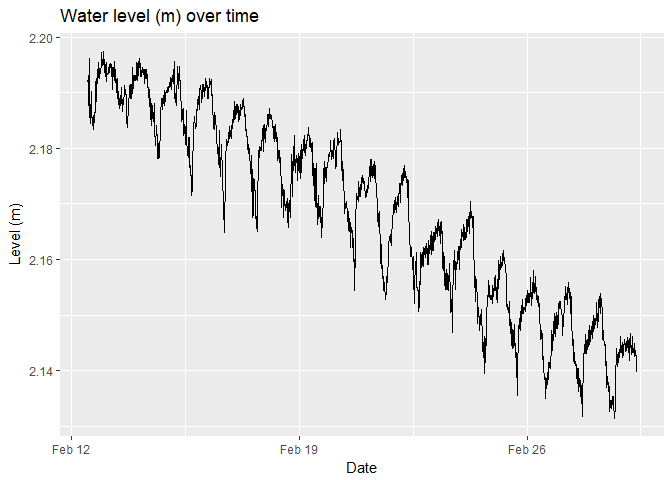 Water level (m) over time
2.20
2.18
2.16
2.14
Level (m)
Feb 12
Feb 19
Feb 26
Date